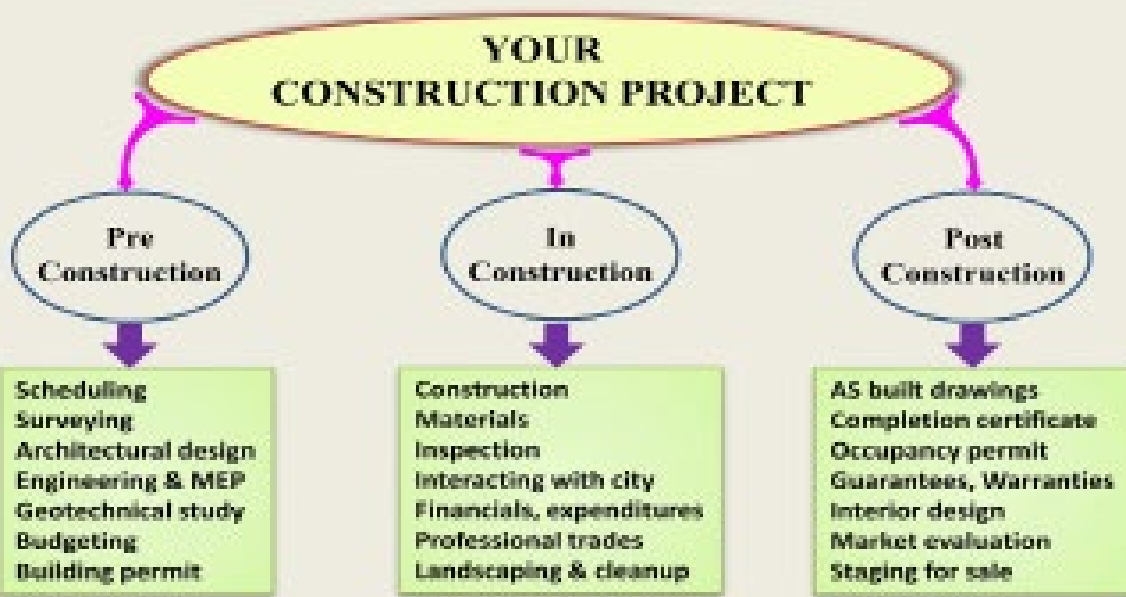 YOUR
CONSTRUCTION PROJECT
Pre
Construction
In
Construction
Post
Construction
Scheduling
Surveying
Architectural design
Engineering & MEP
Geotechnical study
Budgeting
Building permit
Construction
Materials
Inspection
Interacting with city
Financials, expenditures
Professional trades
Landscaping & cleanup
AS built drawings
Completion certificate
Occupancy permit
Guarantees, Warranties
Interior design
Market evaluation
Staging for sale